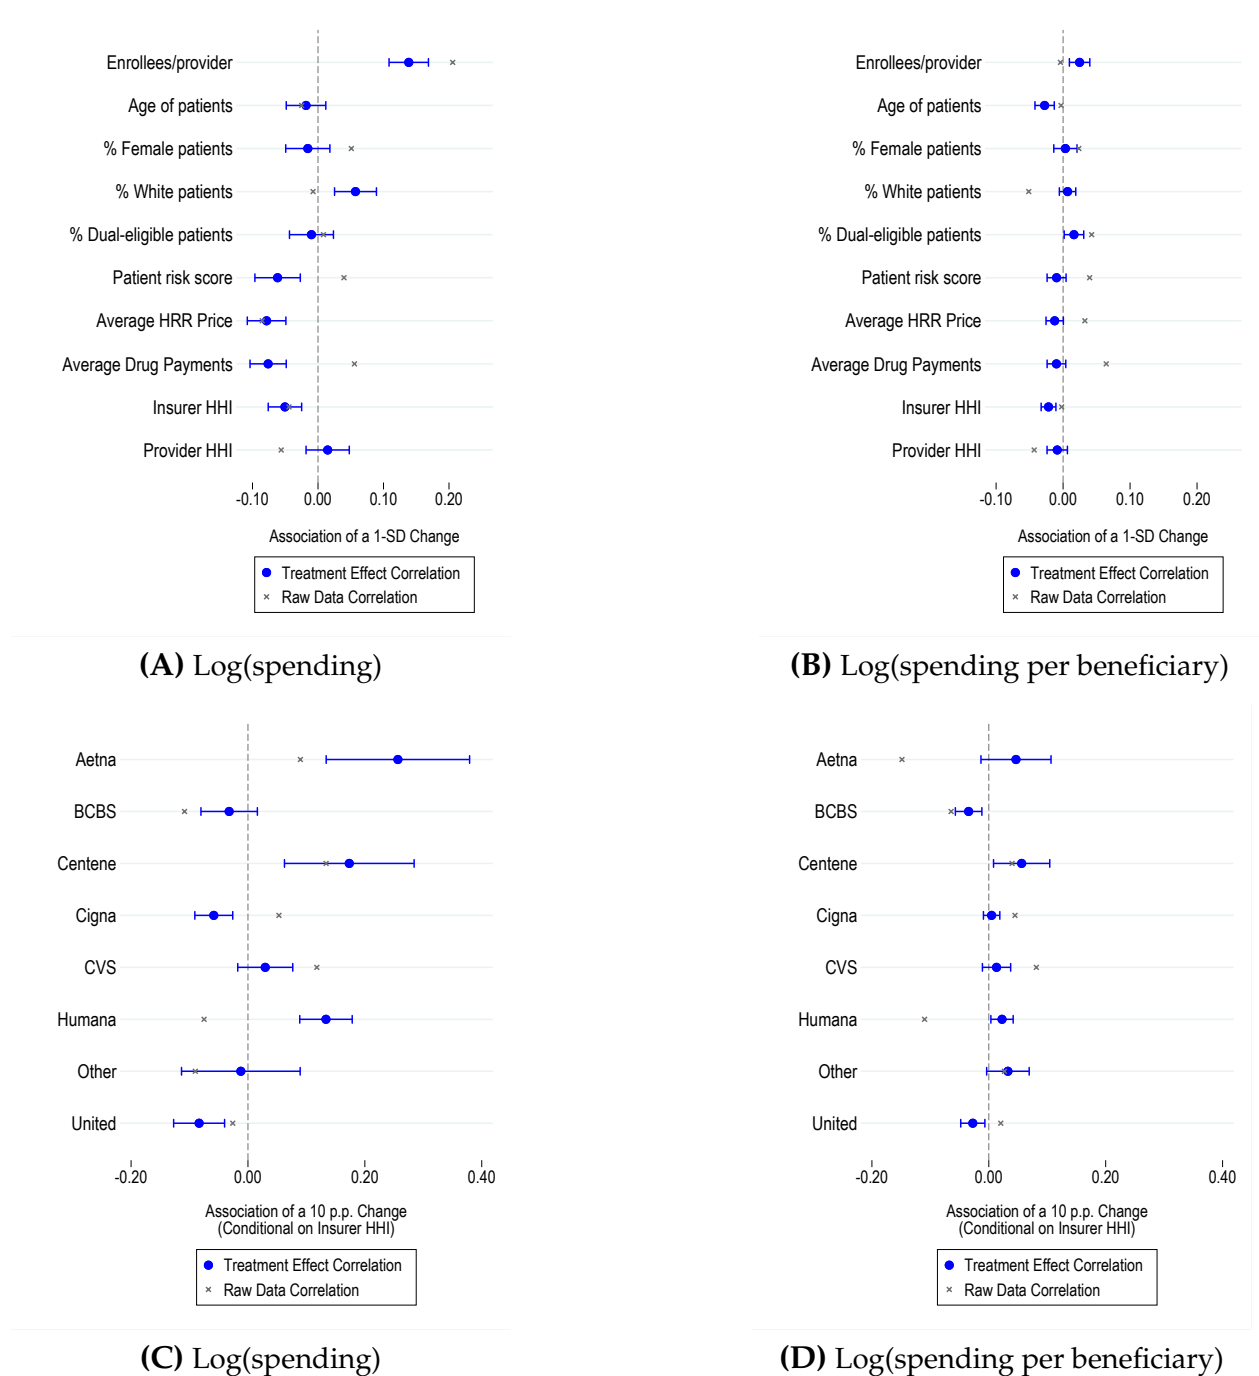 Enrollees/provider
Age of patients
% Female patients
% White patients
% Dual-eligible patients
Patient risk score
Average HRR Price
Average Drug Payments
Insurer HHI
Provider HHI
-0.10 0.00 0.10 0.20
Association of a 1-SD Change
Treatment Effect Correlation
Raw Data Correlation
(A) Log(spending)
Enrollees/provider
Age of patients
% Female patients
% White patients
% Dual-eligible patients
Patient risk score
Average HRR Price
Average Drug Payments
Insurer HHI
Provider HHI
-0.10 0.00 0.10 0.20
Association of a 1-SD Change
Treatment Effect Correlation
Raw Data Correlation
(B) Log(spending per beneficiary)
Aetna
BCBS
Centene
Cigna
CVS
Humana
Other
United
-0.20 0.00 0.20 0.40
Association of a 10 p.p. Change
(Conditional on Insurer HHI)
Treatment Effect Correlation
Raw Data Correlation
(C) Log(spending)
Aetna
BCBS
Centene
Cigna
CVS
Humana
Other
United
-0.20 0.00 0.20 0.40
Association of a 10 p.p. Change
(Conditional on Insurer HHI)
Treatment Effect Correlation
Raw Data Correlation
(D) Log(spending per beneficiary)